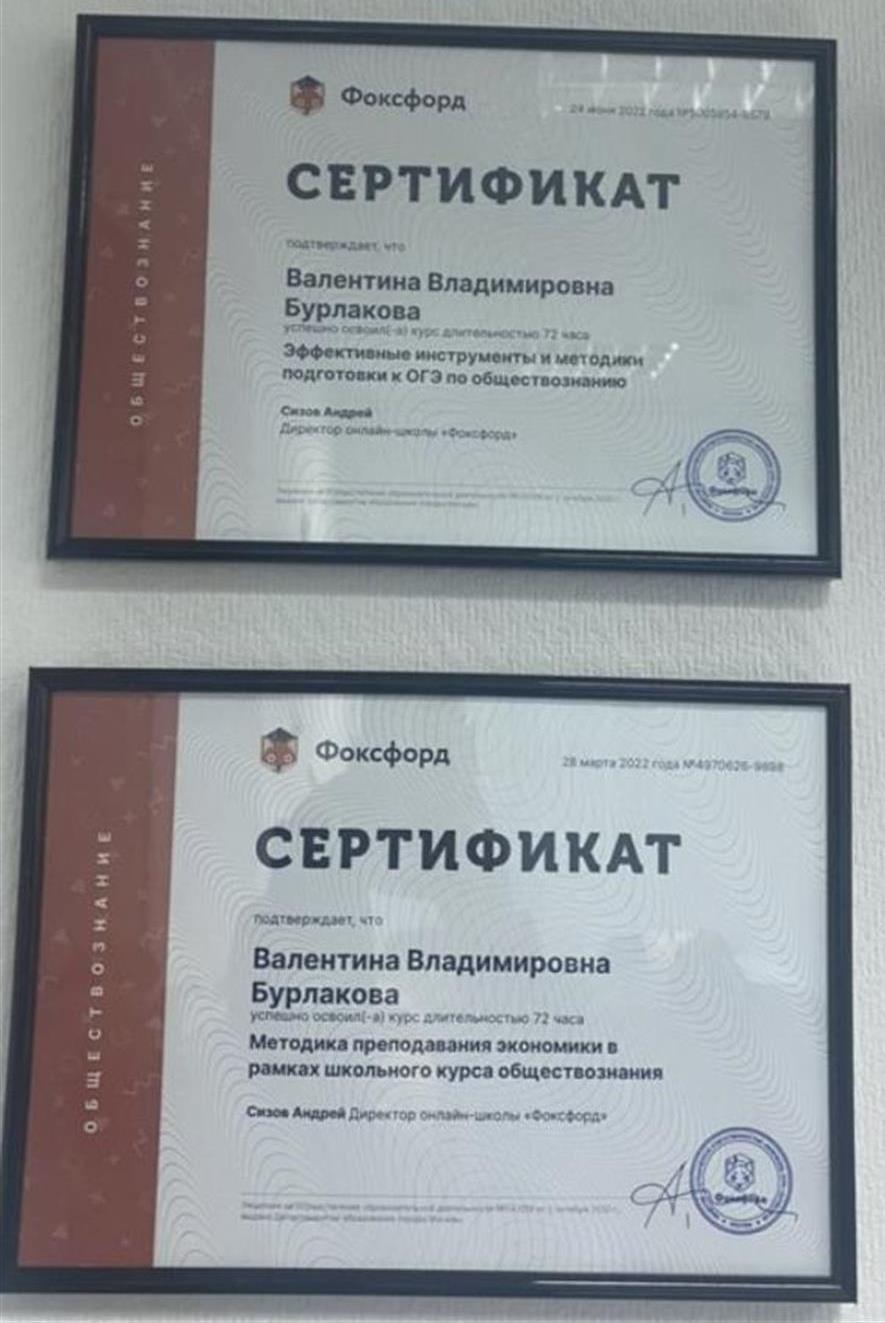 Фоксфорд
24 июня 2022 года
СЕРТИФИКАТ
подтверждает, что
Валентина Владимировна
Бурлакова
успешно освоил(-а) курс длительностью 72 часа
Эффективные инструменты и методики
подготовки к ОГЭ по обществознанию
Сизов Андрей
Директор онлайн-школы «Фоксфорд»
Фоксфорд
ОБЩЕСТВОЗНАНИЕ
Фоксфорд
28 марта 2022 года №4970626-9898
СЕРТИФИКАТ
подтверждает, что
Валентина Владимировна
Бурлакова
успешно освоил(-а) курс длительностью 72 часа
Методика преподавания экономики в
рамках школьного курса обществознания
Сизов Андрей Директор онлайн-школы «Фоксфорд»
Фоксфорд
ОБЩЕСТВОЗНАНИЕ